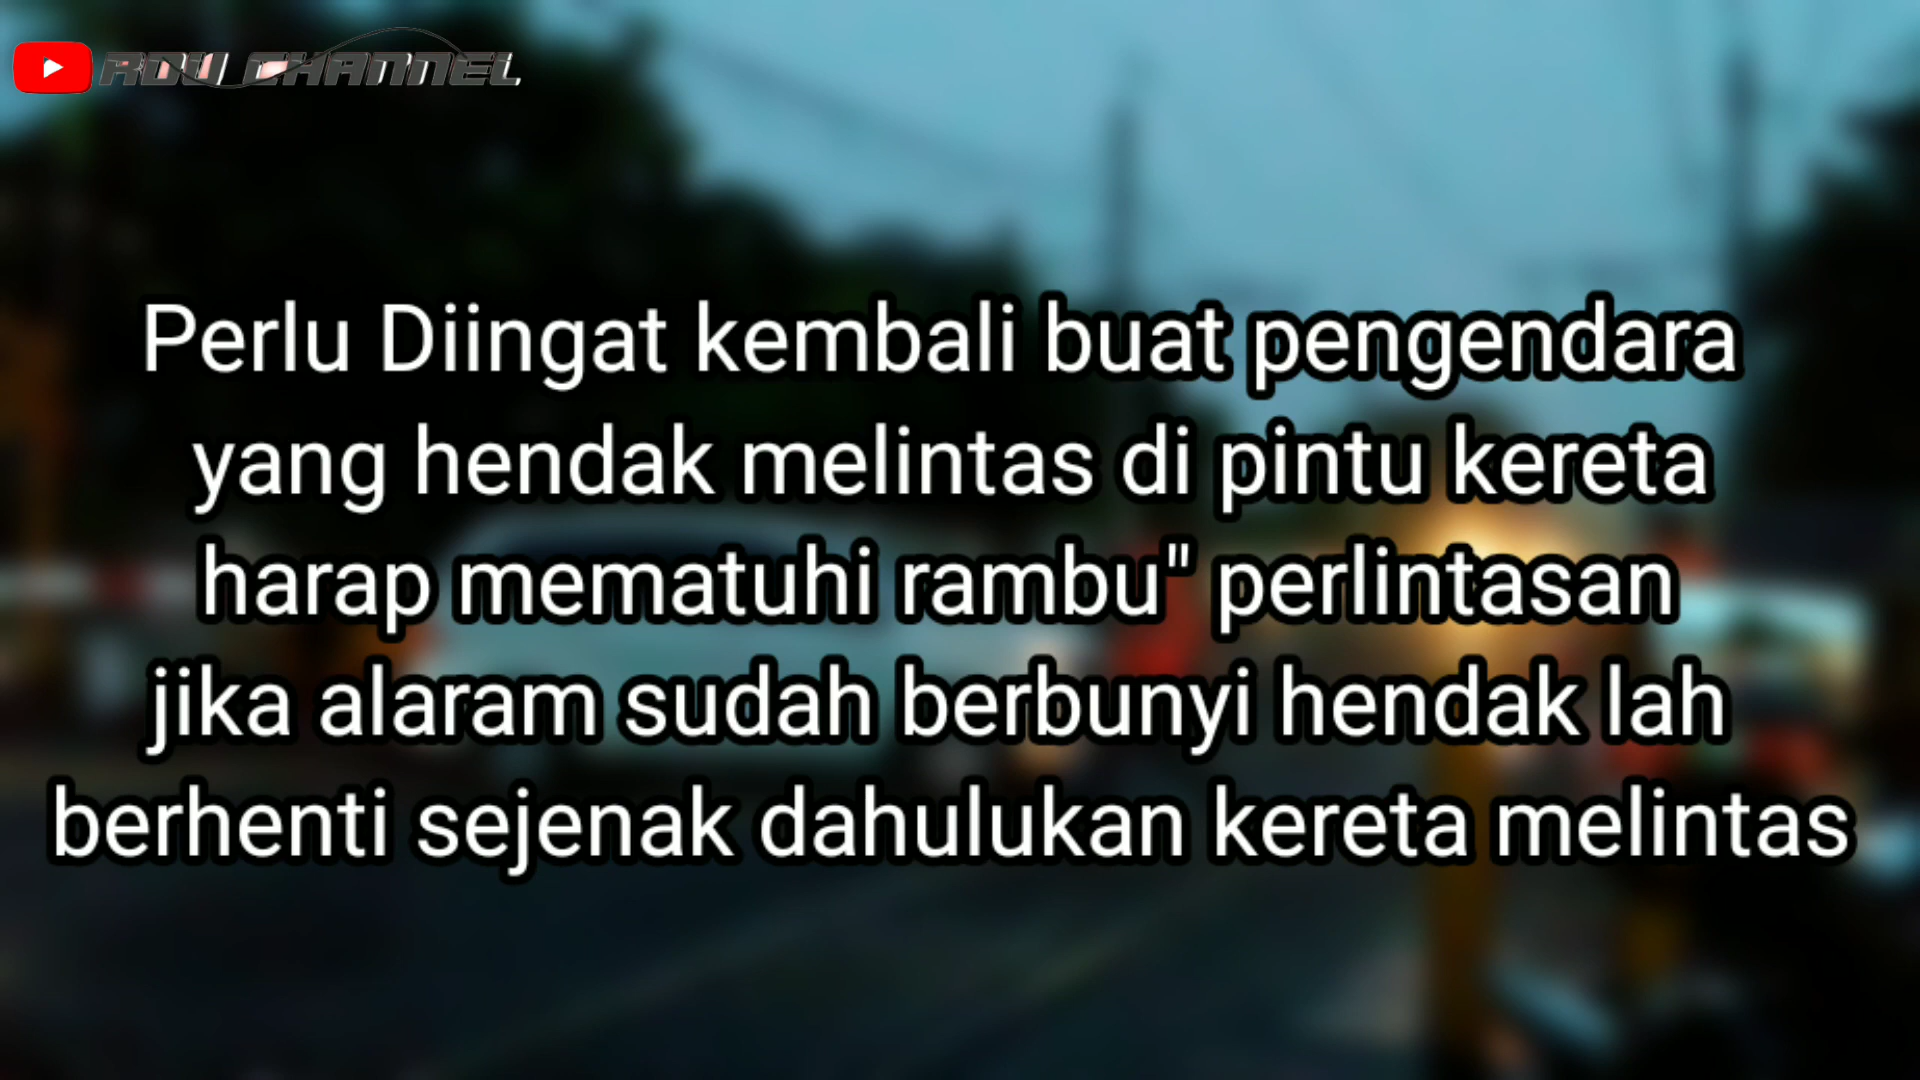 RDW CHANNEL
Perlu Diingat kembali buat pengendara
yang hendak melintas di pintu kereta
harap mematuhi rambu" perlintasan
jika alaram sudah berbunyi hendak lah
berhenti sejenak dahulukan kereta melintas